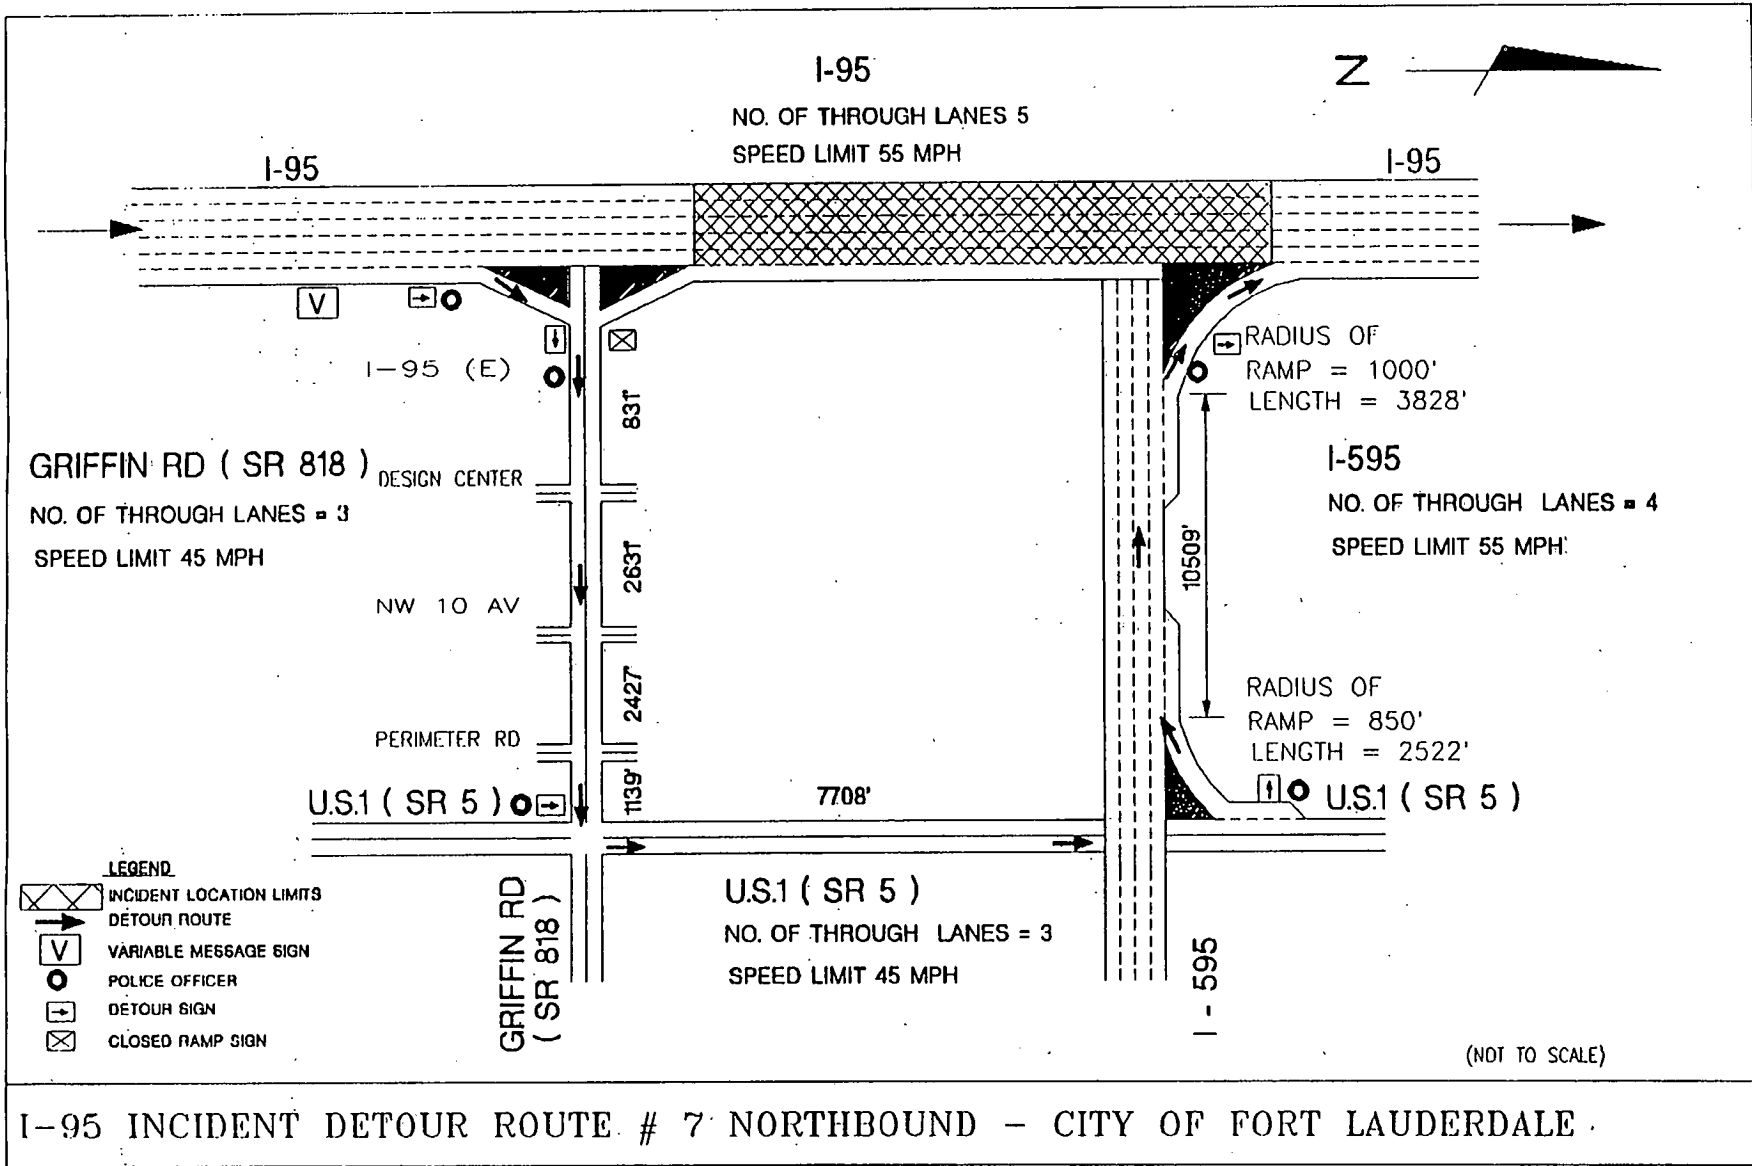 I-95
NO. OF THROUGH LANES 5
SPEED LIMIT 55 MPH
N
I-95
I-95
V
I-95 (E)
831'
RADIUS OF
RAMP = 1000'
LENGTH = 3828'
GRIFFIN RD ( SR 818 )
NO. OF THROUGH LANES = 3
SPEED LIMIT 45 MPH
DESIGN CENTER
2631'
NW 10 AV
2427'
PERIMETER RD
1139'
I-595
NO. OF THROUGH LANES = 4
SPEED LIMIT 55 MPH
10509'
RADIUS OF
RAMP = 850'
LENGTH = 2522'
U.S.1 ( SR 5 )
7708'
U.S.1 ( SR 5 )
LEGEND
INCIDENT LOCATION LIMITS
DETOUR ROUTE
V VARIABLE MESSAGE SIGN
POLICE OFFICER
DETOUR SIGN
CLOSED RAMP SIGN
GRIFFIN RD
( SR 818 )
U.S.1 ( SR 5 )
NO. OF THROUGH LANES = 3
SPEED LIMIT 45 MPH
I - 595
(NOT TO SCALE)
I-95 INCIDENT DETOUR ROUTE # 7 NORTHBOUND - CITY OF FORT LAUDERDALE